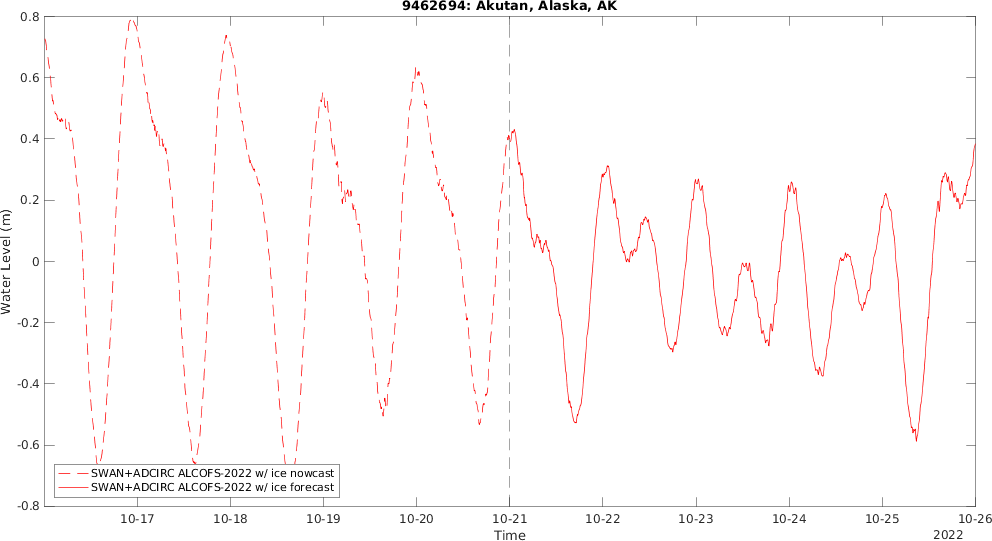 9462694: Akutan, Alaska, AK
0.8
0.6
0.4
0.2
0
-0.2
-0.4
-0.6
-0.8
Water Level (m)
SWAN+ADCIRC ALCOFS-2022 w/ ice nowcast
SWAN+ADCIRC ALCOFS-2022 w/ ice forecast
10-17 10-18 10-19 10-20 10-21 10-22 10-23 10-24 10-25 10-26
Time
2022